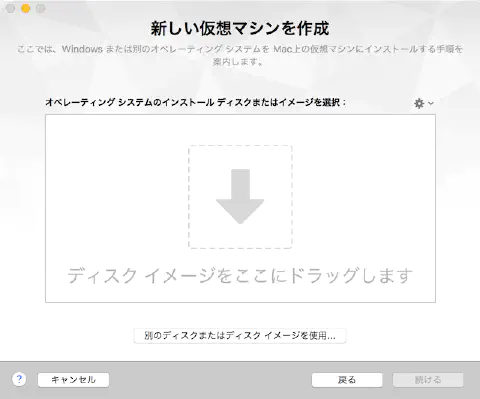 新しい仮想マシンを作成
ここでは、Windows または別のオペレーティング システムを Mac上の仮想マシンにインストールする手順を
案内します。
オペレーティング システムのインストール ディスクまたはイメージを選択：
ディスク イメージをここにドラッグします
別のディスクまたはディスク イメージを使用...
? キャンセル 戻る 続ける